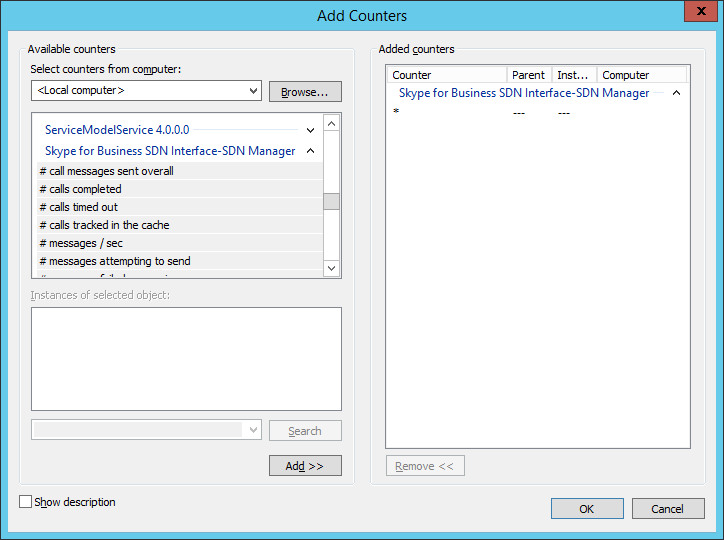 Add Counters
Available counters
Select counters from computer:
<Local computer>
Browse...
ServiceModelService 4.0.0.0
Skype for Business SDN Interface-SDN Manager
# call messages sent overall
# calls completed
# calls timed out
# calls tracked in the cache
# messages / sec
# messages attempting to send
Instances of selected object:
Search
Add >>
Show description
Added counters
Counter Parent Inst... Computer
Skype for Business SDN Interface-SDN Manager
* --- ---
Remove <<
OK
Cancel